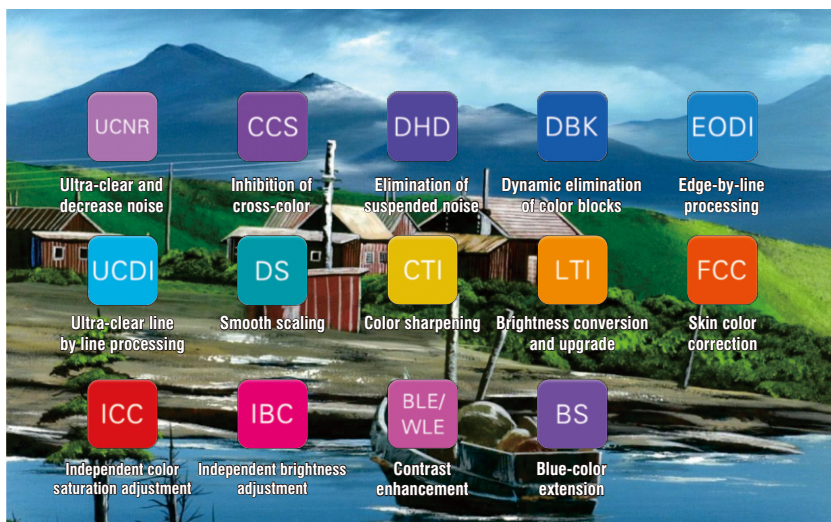 UCNR
CCS
DHD
DBK
EODI
Ultra-clear and
decrease noise
Inhibition of
cross-color
Elimination of
suspended noise
Dynamic elimination
of color blocks
Edge-by-line
processing
UCDI
DS
CTI
LTI
FCC
Ultra-clear line
by line processing
Smooth scaling
Color sharpening
Brightness conversion
and upgrade
Skin color
correction
ICC
IBC
BLE/
WLE
BS
Independent color
saturation adjustment
Independent brightness
adjustment
Contrast
enhancement
Blue-color
extension